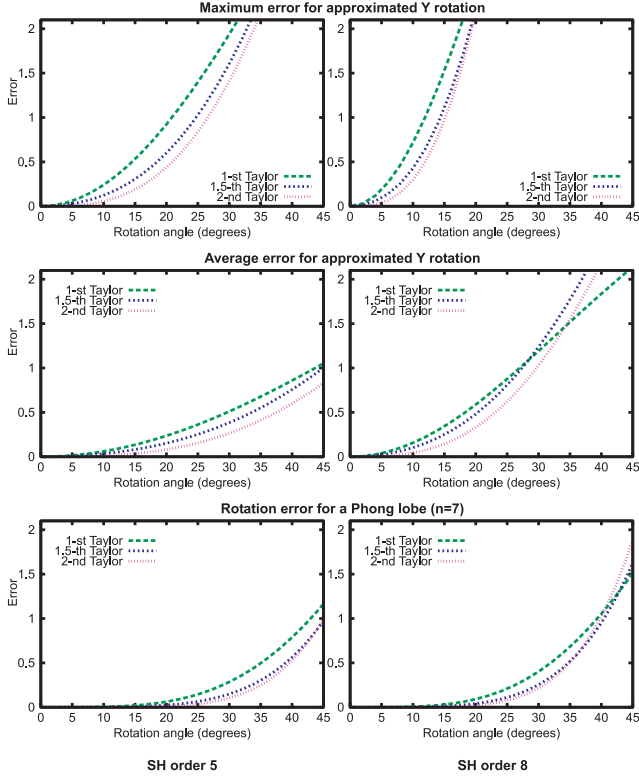 Maximum error for approximated Y rotation
Error
2
1.5
1
0.5
0
1-st Taylor
1.5-th Taylor
2-nd Taylor
0 5 10 15 20 25 30 35 40 45
Rotation angle (degrees)
2
1.5
1
0.5
0
1-st Taylor
1.5-th Taylor
2-nd Taylor
0 5 10 15 20 25 30 35 40 45
Rotation angle (degrees)
Average error for approximated Y rotation
Error
2
1.5
1
0.5
0
1-st Taylor
1.5-th Taylor
2-nd Taylor
0 5 10 15 20 25 30 35 40 45
Rotation angle (degrees)
2
1.5
1
0.5
0
1-st Taylor
1.5-th Taylor
2-nd Taylor
0 5 10 15 20 25 30 35 40 45
Rotation angle (degrees)
Rotation error for a Phong lobe (n=7)
Error
2
1.5
1
0.5
0
1-st Taylor
1.5-th Taylor
2-nd Taylor
0 5 10 15 20 25 30 35 40 45
Rotation angle (degrees)
2
1.5
1
0.5
0
1-st Taylor
1.5-th Taylor
2-nd Taylor
0 5 10 15 20 25 30 35 40 45
Rotation angle (degrees)
SH order 5
SH order 8